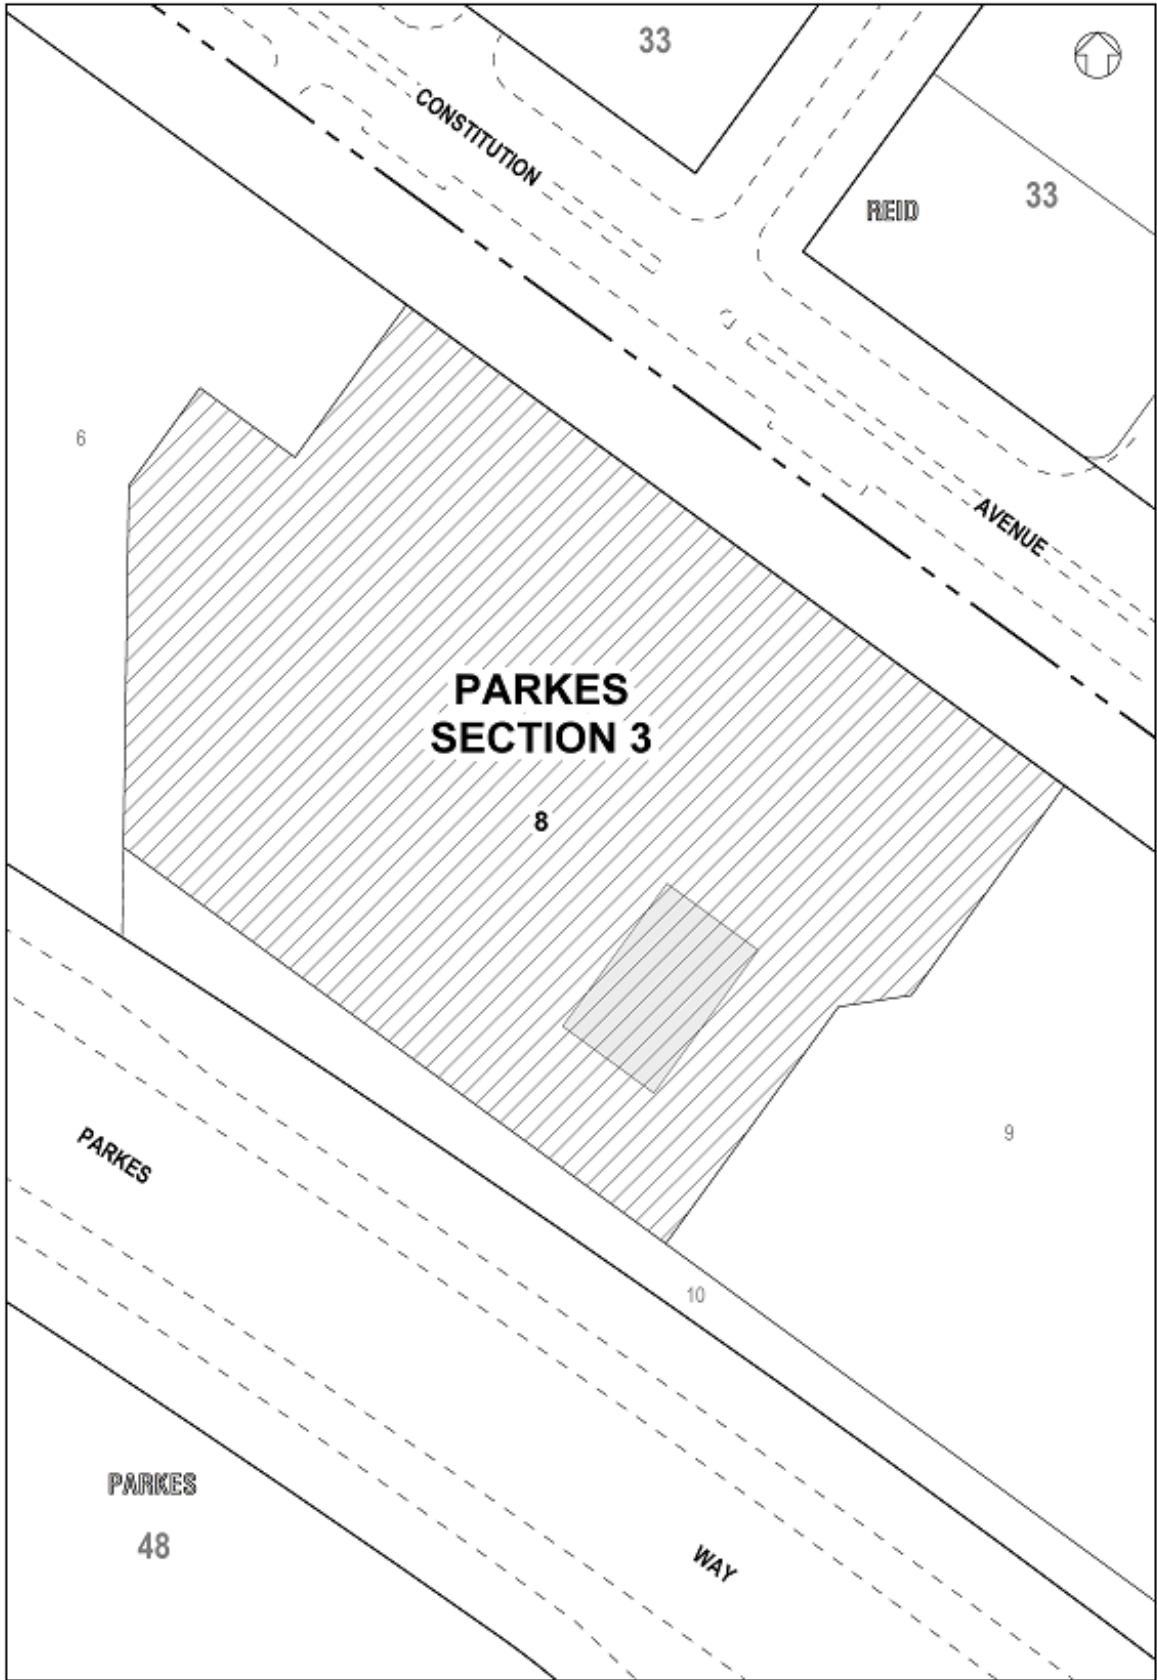 33
CONSTITUTION
33
REID
6
AVENUE
PARKES
SECTION 3
8
9
PARKES
10
PARKES
48
WAY